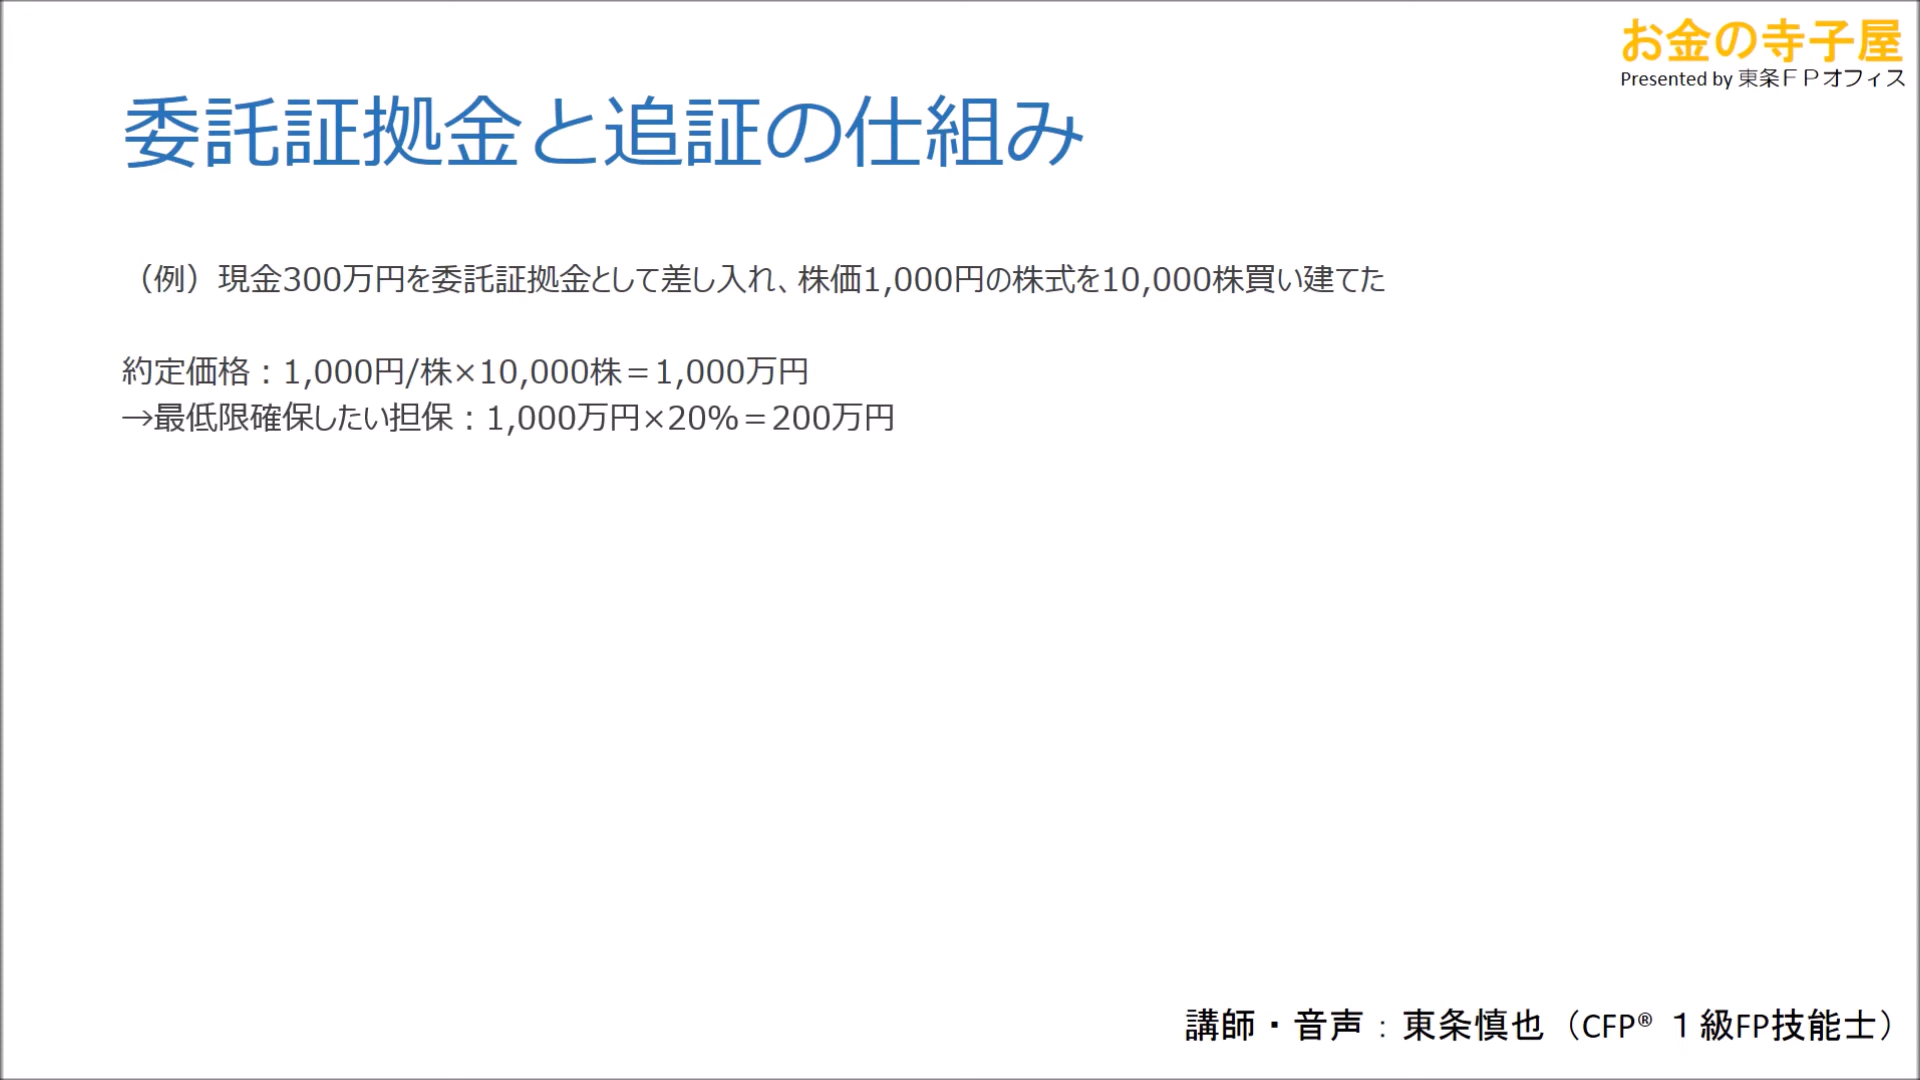 お金の寺子屋
Presented by 東条ＦＰオフィス
委託証拠金と追証の仕組み
（例）現金300万円を委託証拠金として差し入れ、株価1,000円の株式を10,000株買い建てた
約定価格：1,000円/株×10,000株＝1,000万円
→最低限確保したい担保：1,000万円×20%＝200万円
講師・音声：東条慎也（CFP® １級FP技能士）